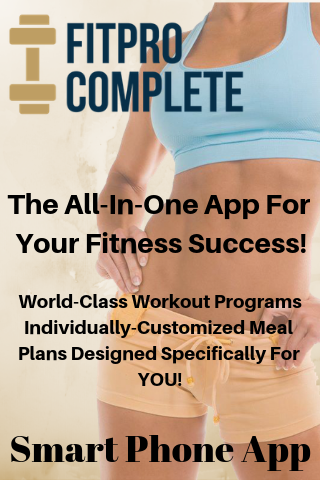 FITPRO
COMPLETE
The All-In-One App For
Your Fitness Success!
World-Class Workout Programs
Individually-Customized Meal
Plans Designed Specifically For
YOU!
Smart Phone App